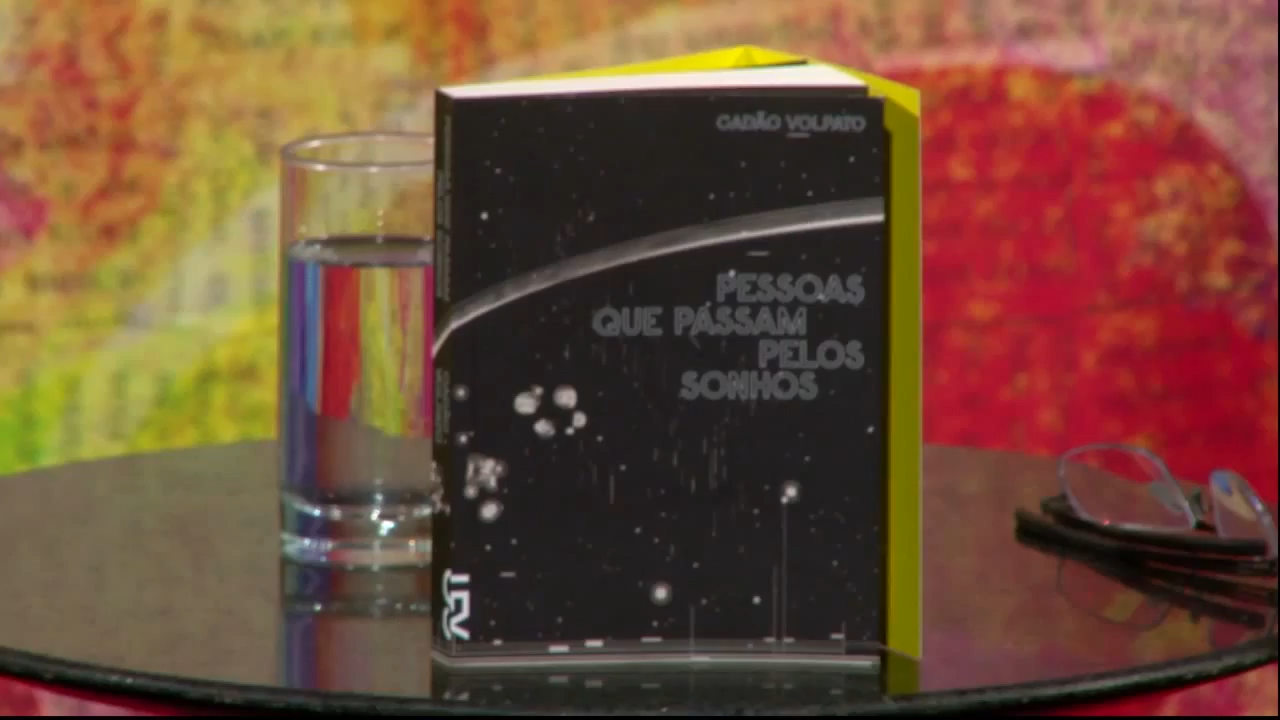 CADÃO VOLPATO
PESSOAS
QUE PASSAM
PELOS
SONHOS